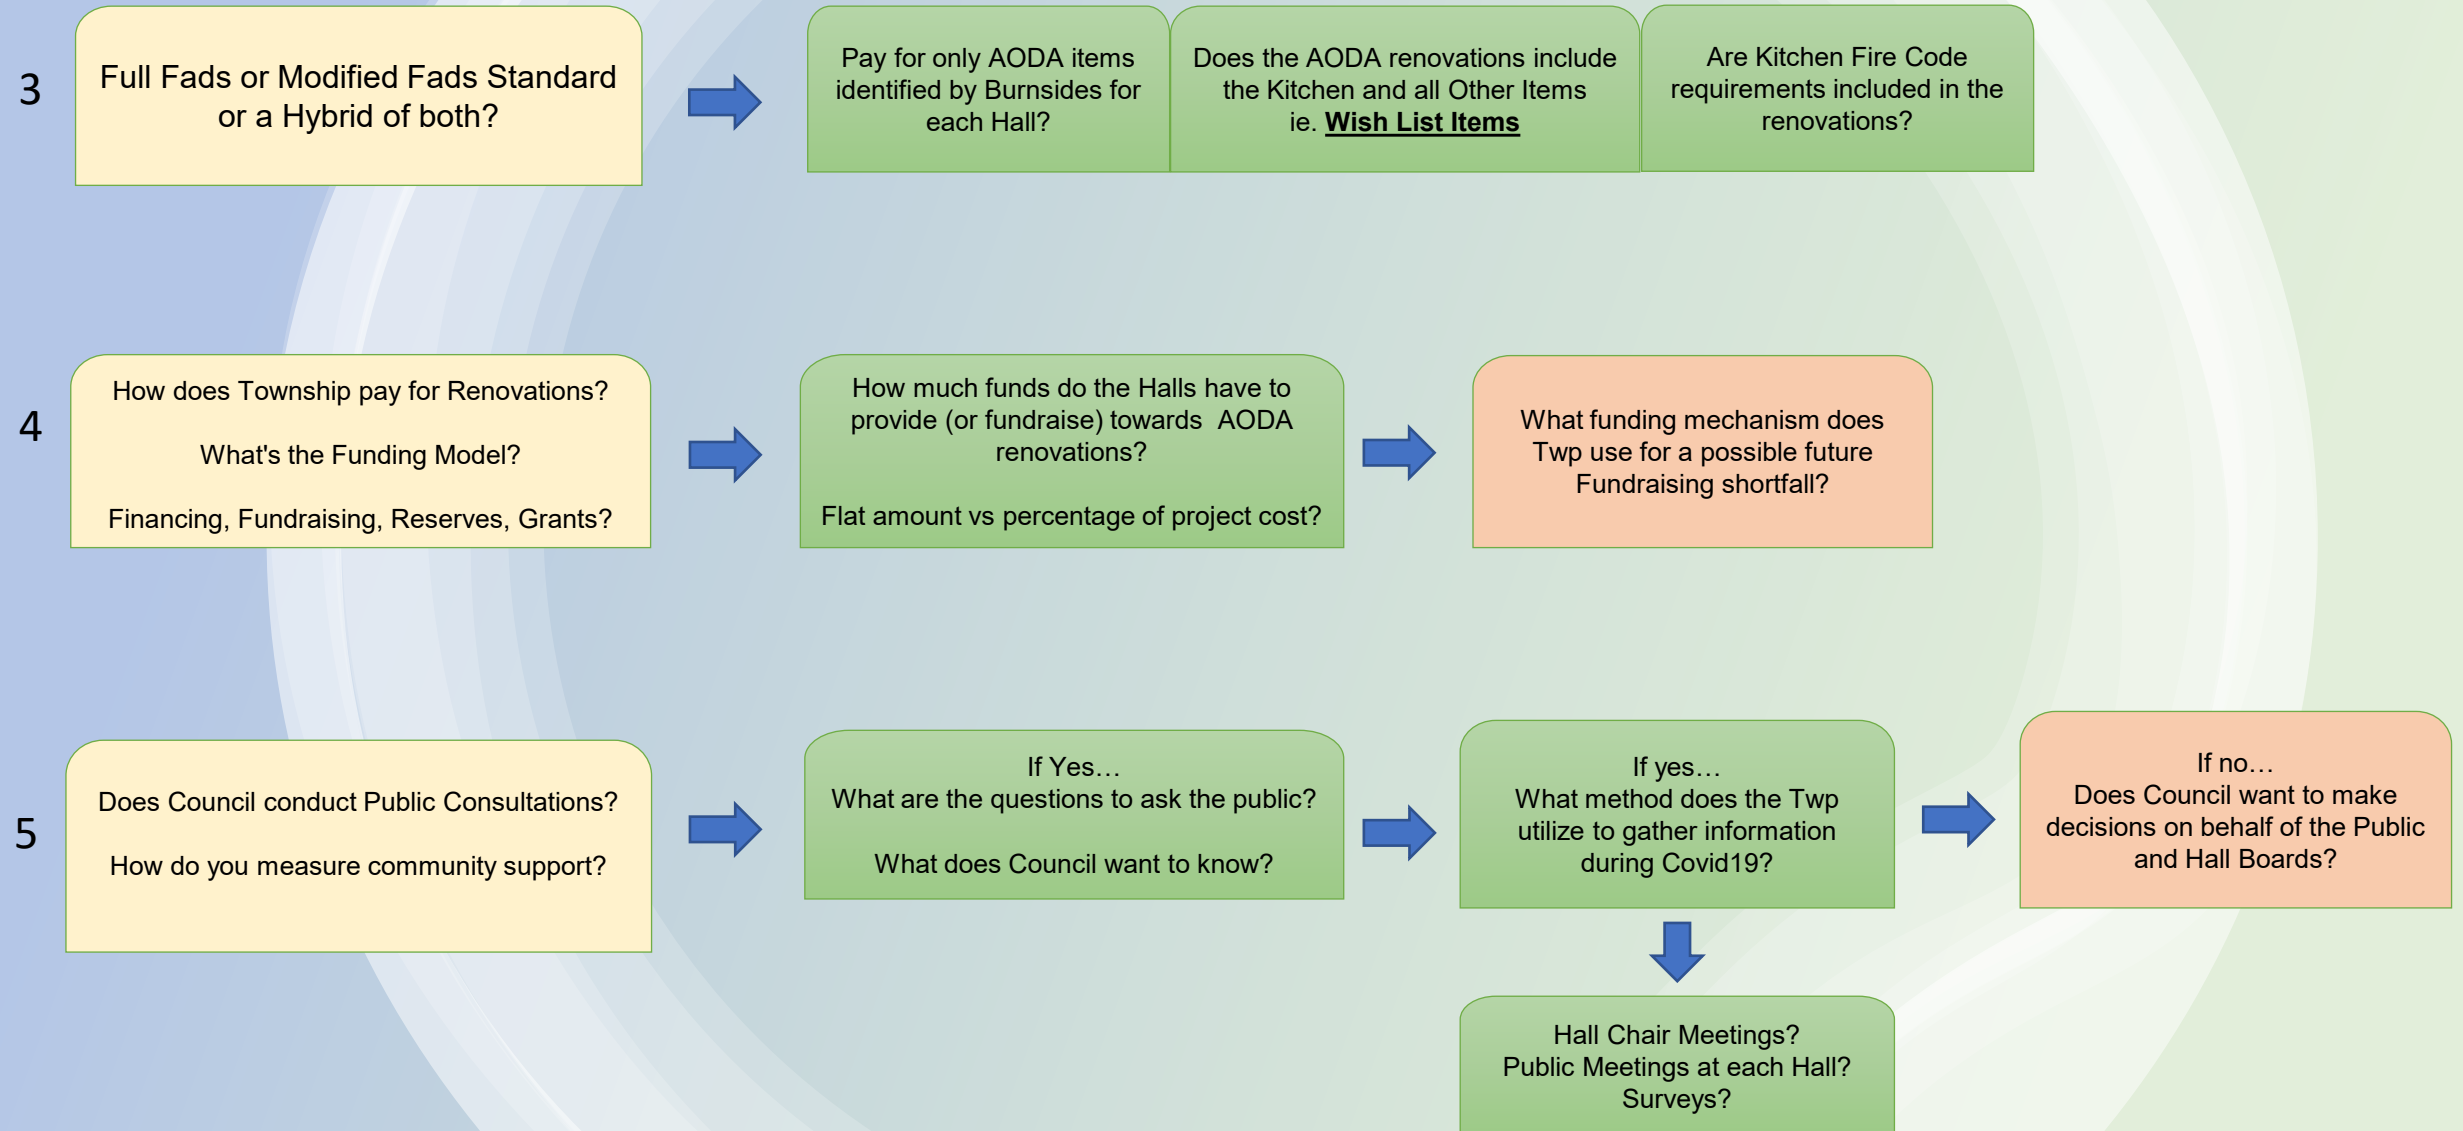 3
Full Fads or Modified Fads Standard
or a Hybrid of both?
Pay for only AODA items
identified by Burnsides for
each Hall?
Does the AODA renovations include
the Kitchen and all Other Items
ie. Wish List Items
Are Kitchen Fire Code
requirements included in the
renovations?
4
How does Township pay for Renovations?
What's the Funding Model?
Financing, Fundraising, Reserves, Grants?
How much funds do the Halls have to
provide (or fundraise) towards AODA
renovations?
Flat amount vs percentage of project cost?
What funding mechanism does
Twp use for a possible future
Fundraising shortfall?
5
Does Council conduct Public Consultations?
How do you measure community support?
If Yes…
What are the questions to ask the public?
What does Council want to know?
If yes…
What method does the Twp
utilize to gather information
during Covid19?
If no…
Does Council want to make
decisions on behalf of the Public
and Hall Boards?
Hall Chair Meetings?
Public Meetings at each Hall?
Surveys?